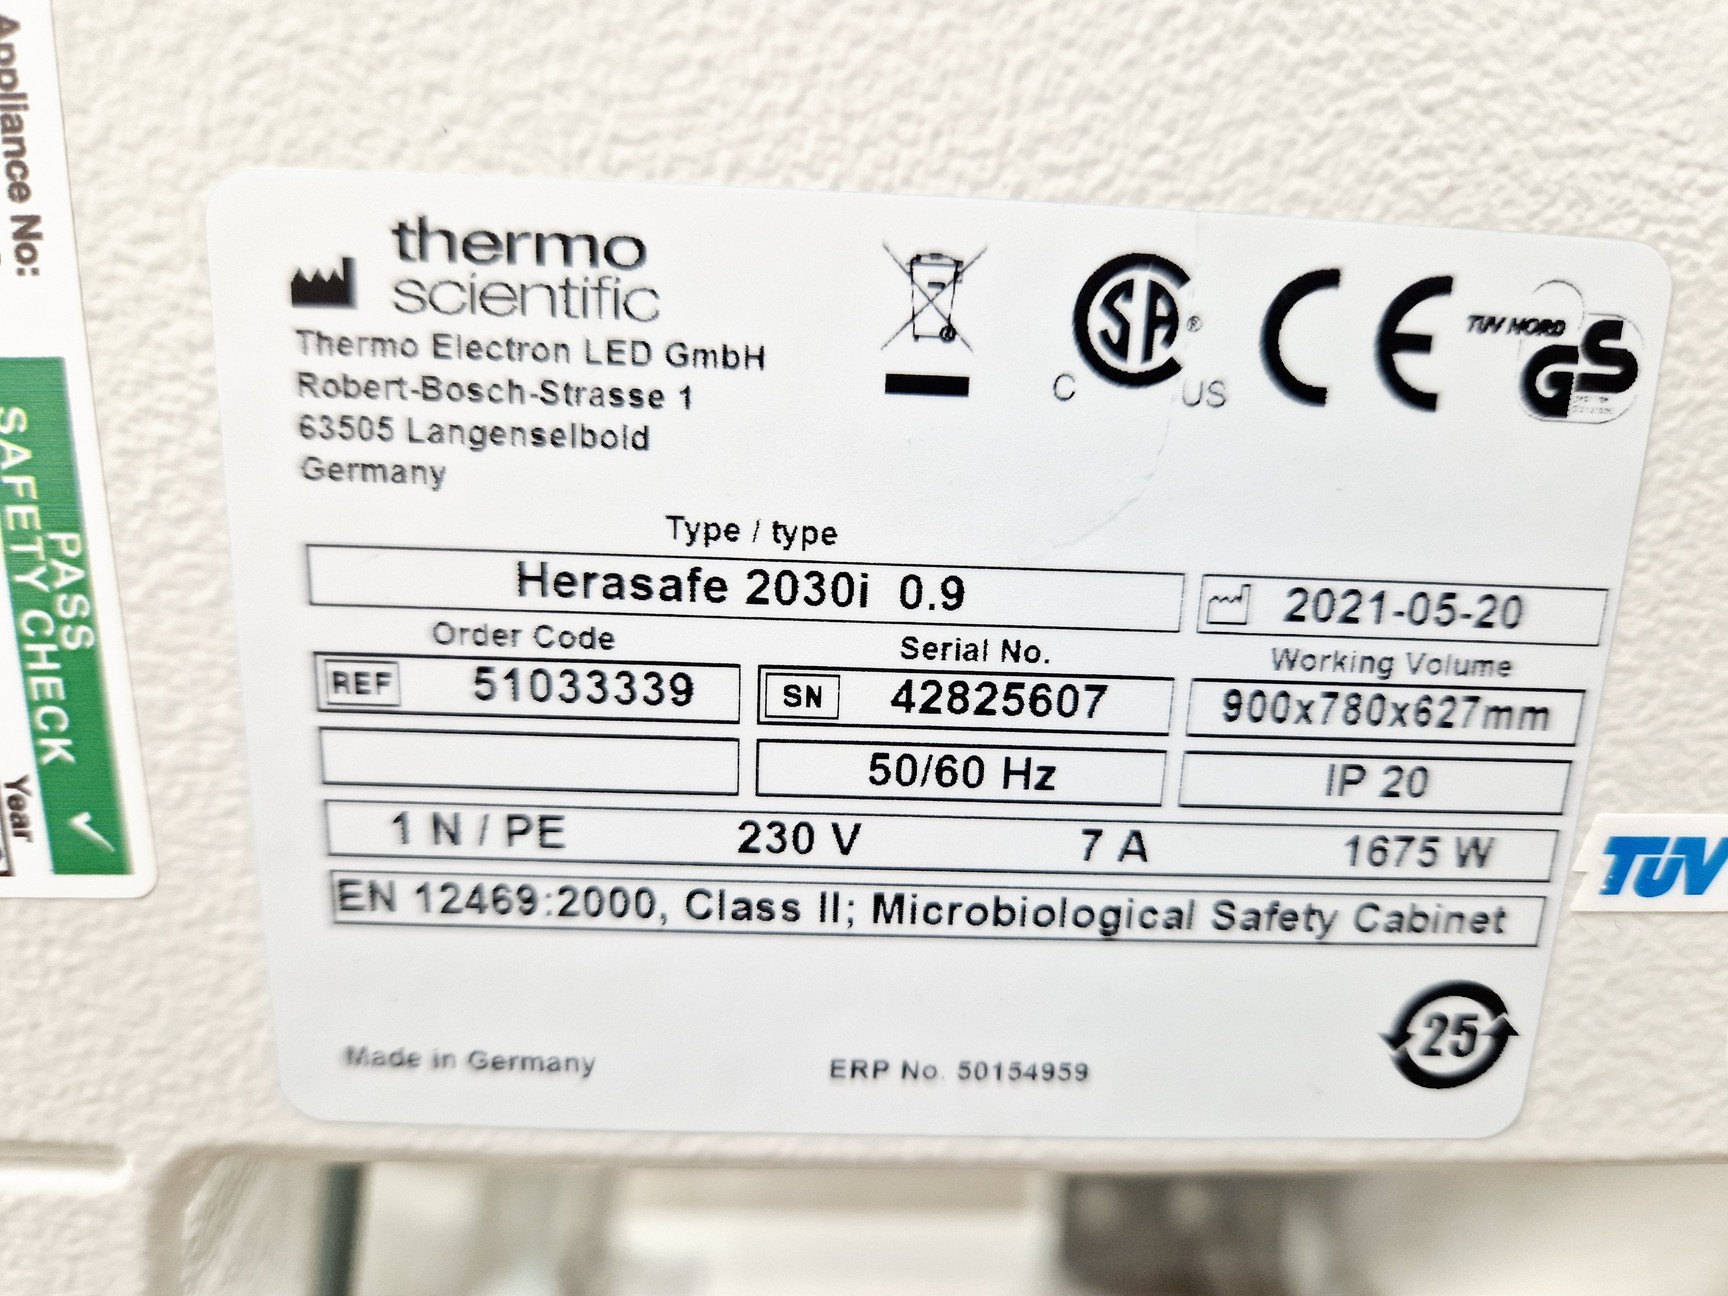 Appliance No:
PASS
SAFETY CHECK
Year
thermo
scientific
Thermo Electron LED GmbH
Robert-Bosch-Strasse 1
63505 Langenselbold
Germany
C SA ® US
CE
TÜV NORD
GS
Type / type
Herasafe 2030i 0.9
2021-05-20
Order Code
Serial No.
Working Volume
REF 51033339
SN 42825607
900x780x627mm
50/60 Hz
IP 20
1 N / PE 230 V 7 A 1675 W
EN 12469:2000, Class II; Microbiological Safety Cabinet
Made in Germany
ERP No. 50154959
25
TÜV